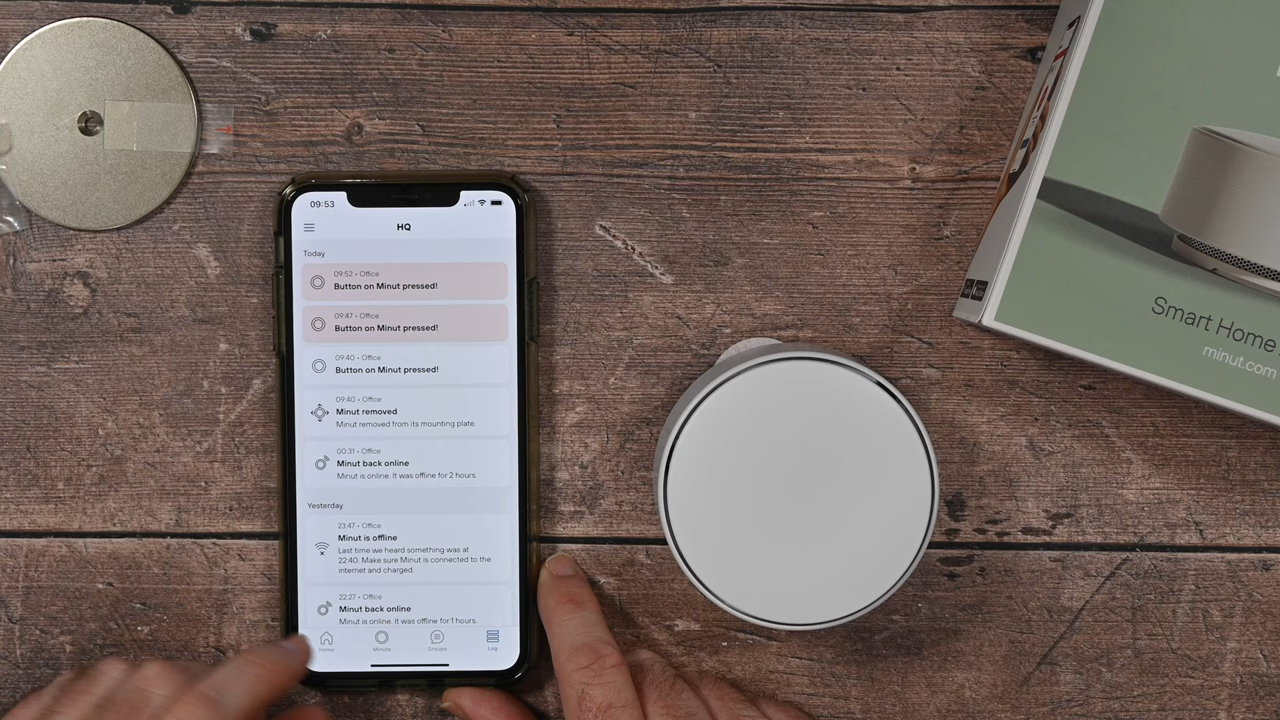 09:53
HQ
Today
09:52 • Office
Button on Minut pressed!
09:47 • Office
Button on Minut pressed!
09:40 • Office
Button on Minut pressed!
09:40 • Office
Minut removed
Minut removed from its mounting plate.
00:31 • Office
Minut back online
Minut is online. It was offline for 2 hours.
Yesterday
23:47 • Office
Minut is offline
Last time we heard something was at
22:40. Make sure Minut is connected to the
internet and charged.
22:27 • Office
Minut back online
Minut is online. It was offline for 1 hours.
Home
Minuts
Groups
Log
Smart Home
minut.com